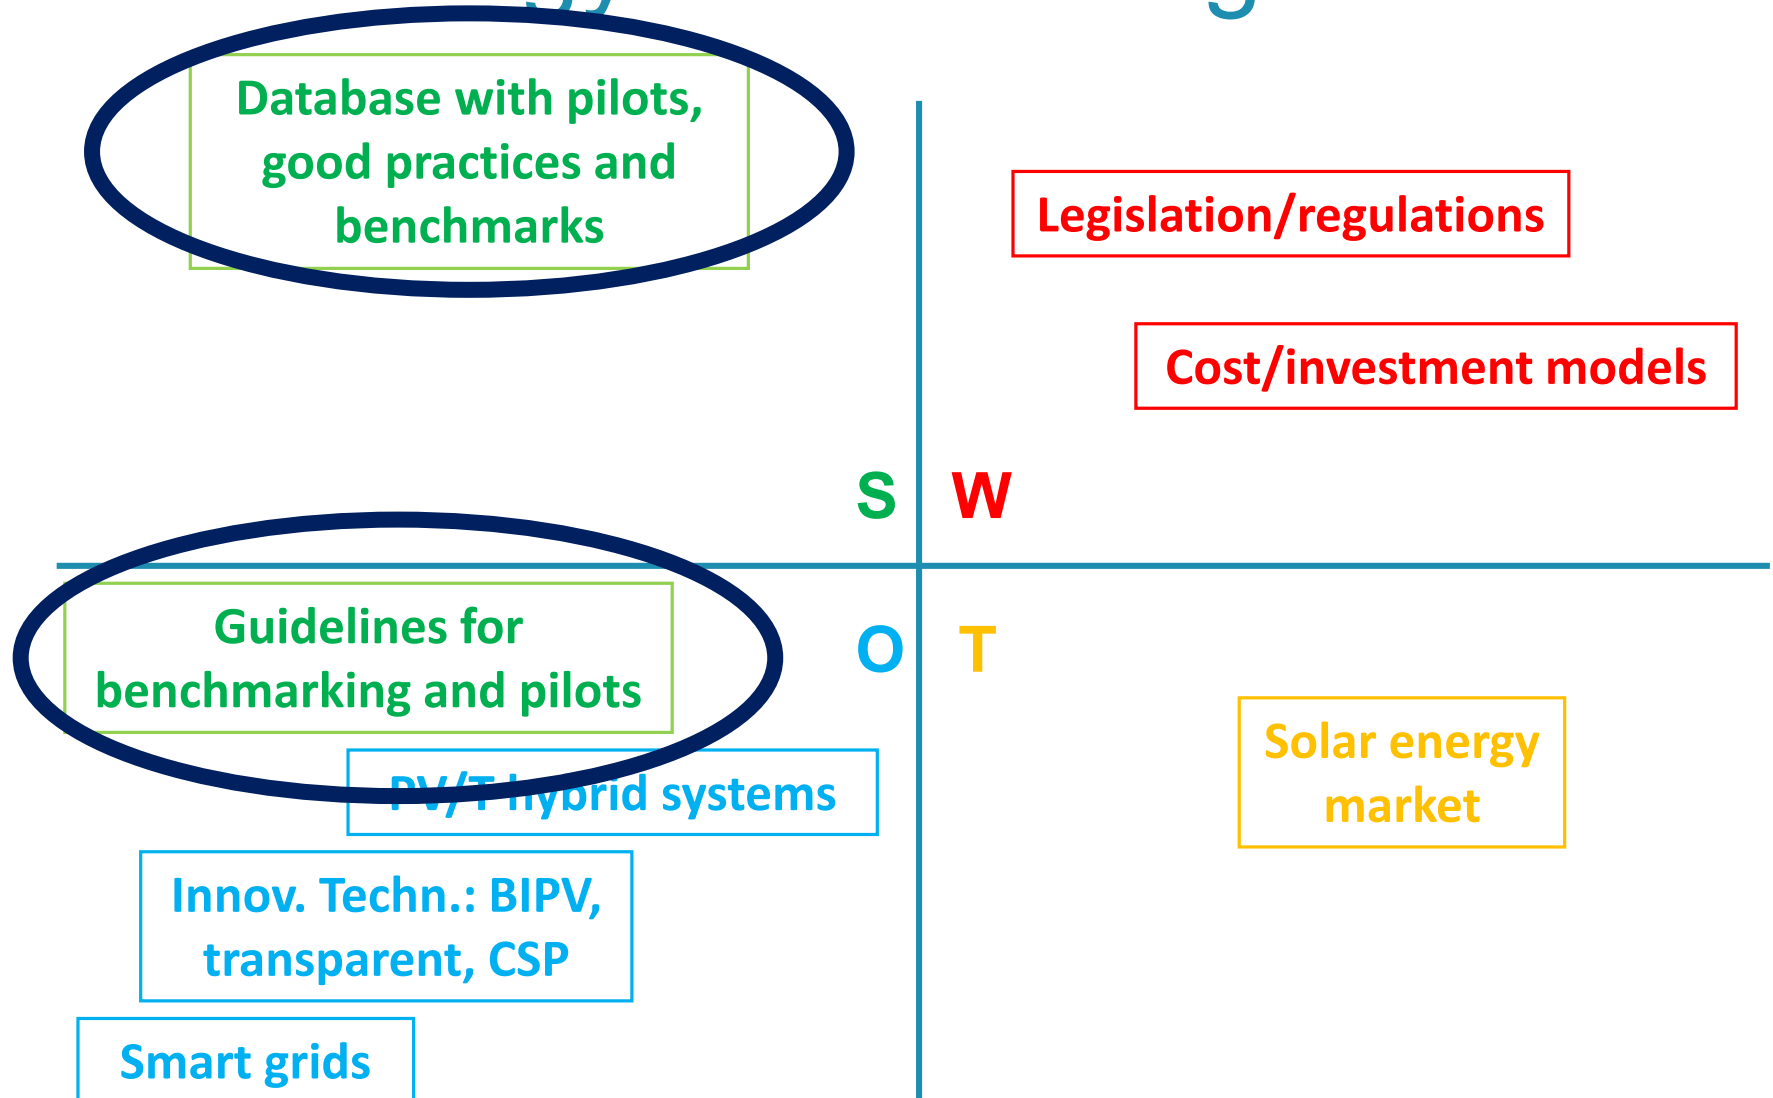 Database with pilots,
good practices and
benchmarks
Legislation/regulations
Cost/investment models
S W
O T
Guidelines for
benchmarking and pilots
PV/T hybrid systems
Innov. Techn.: BIPV,
transparent, CSP
Smart grids
Solar energy
market